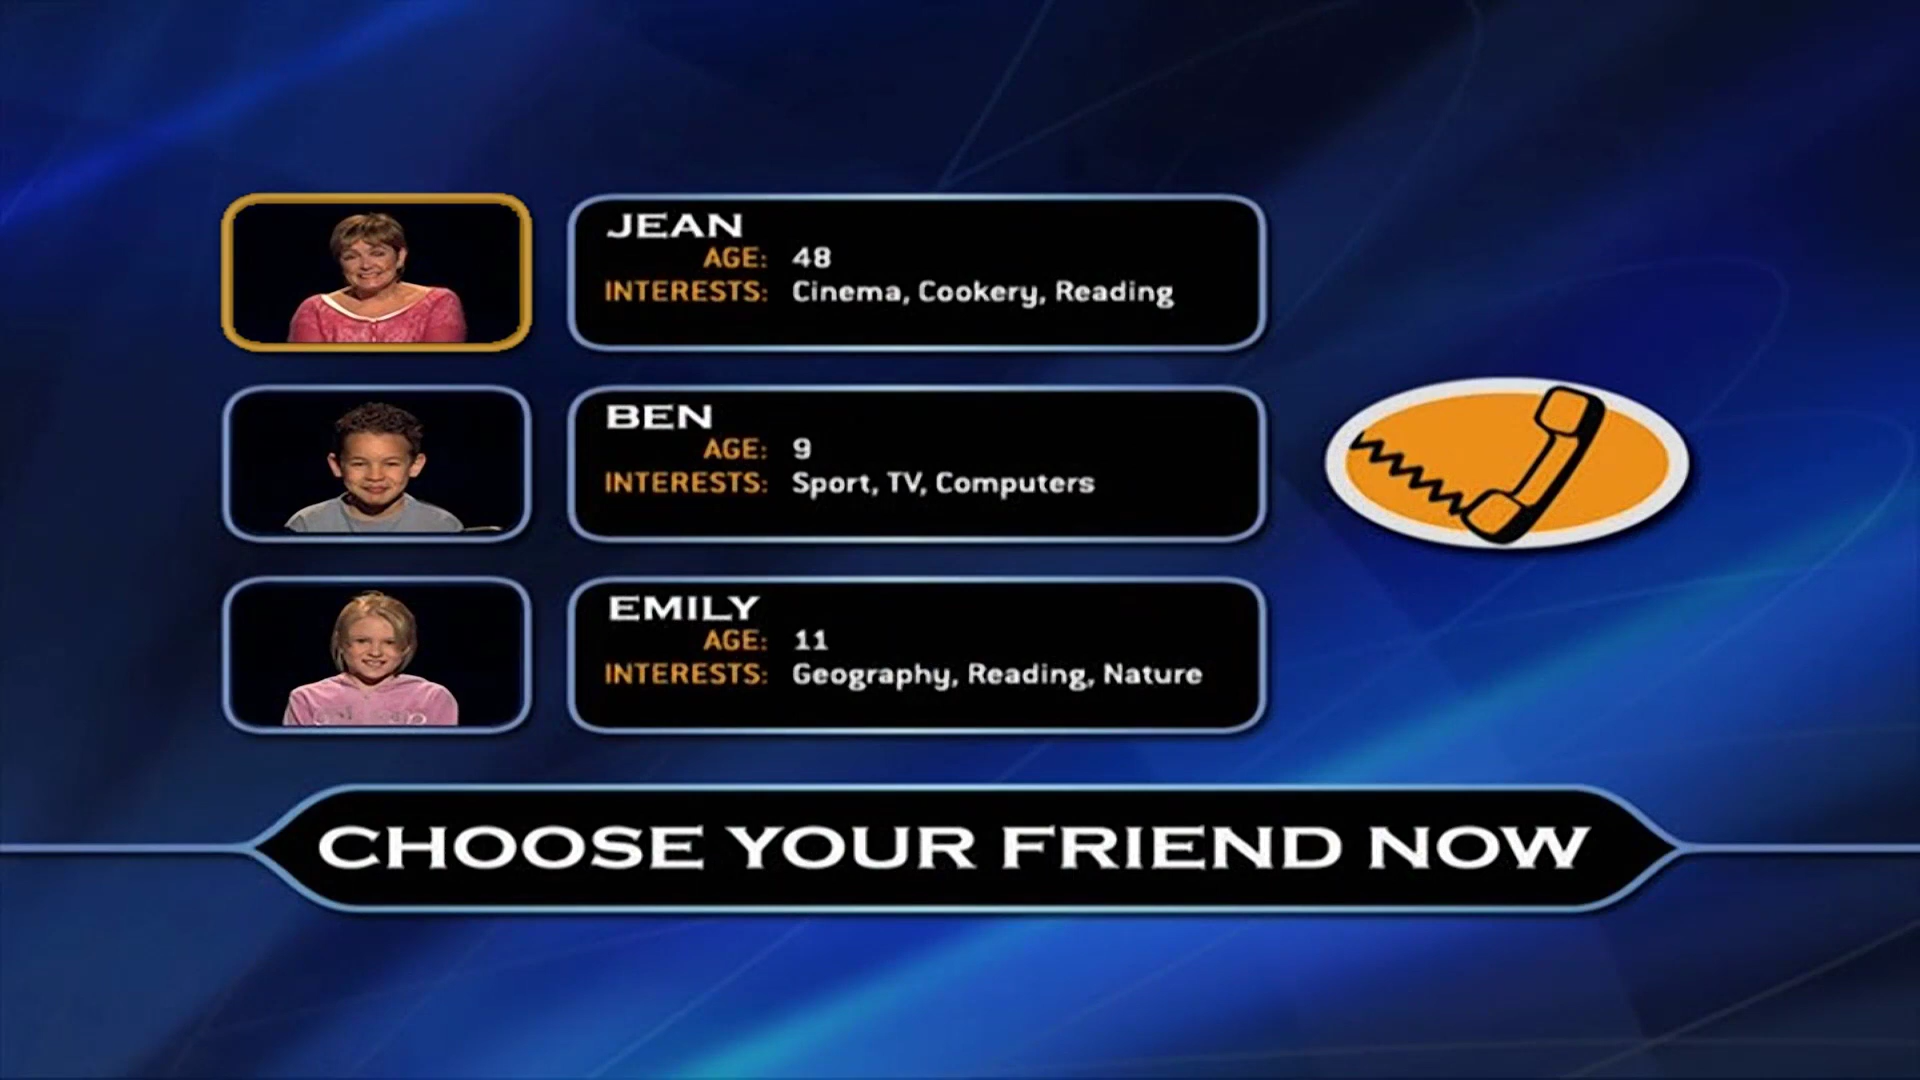 JEAN
AGE: 48
INTERESTS: Cinema, Cookery, Reading
BEN
AGE: 9
INTERESTS: Sport, TV, Computers
EMILY
AGE: 11
INTERESTS: Geography, Reading, Nature
CHOOSE YOUR FRIEND NOW